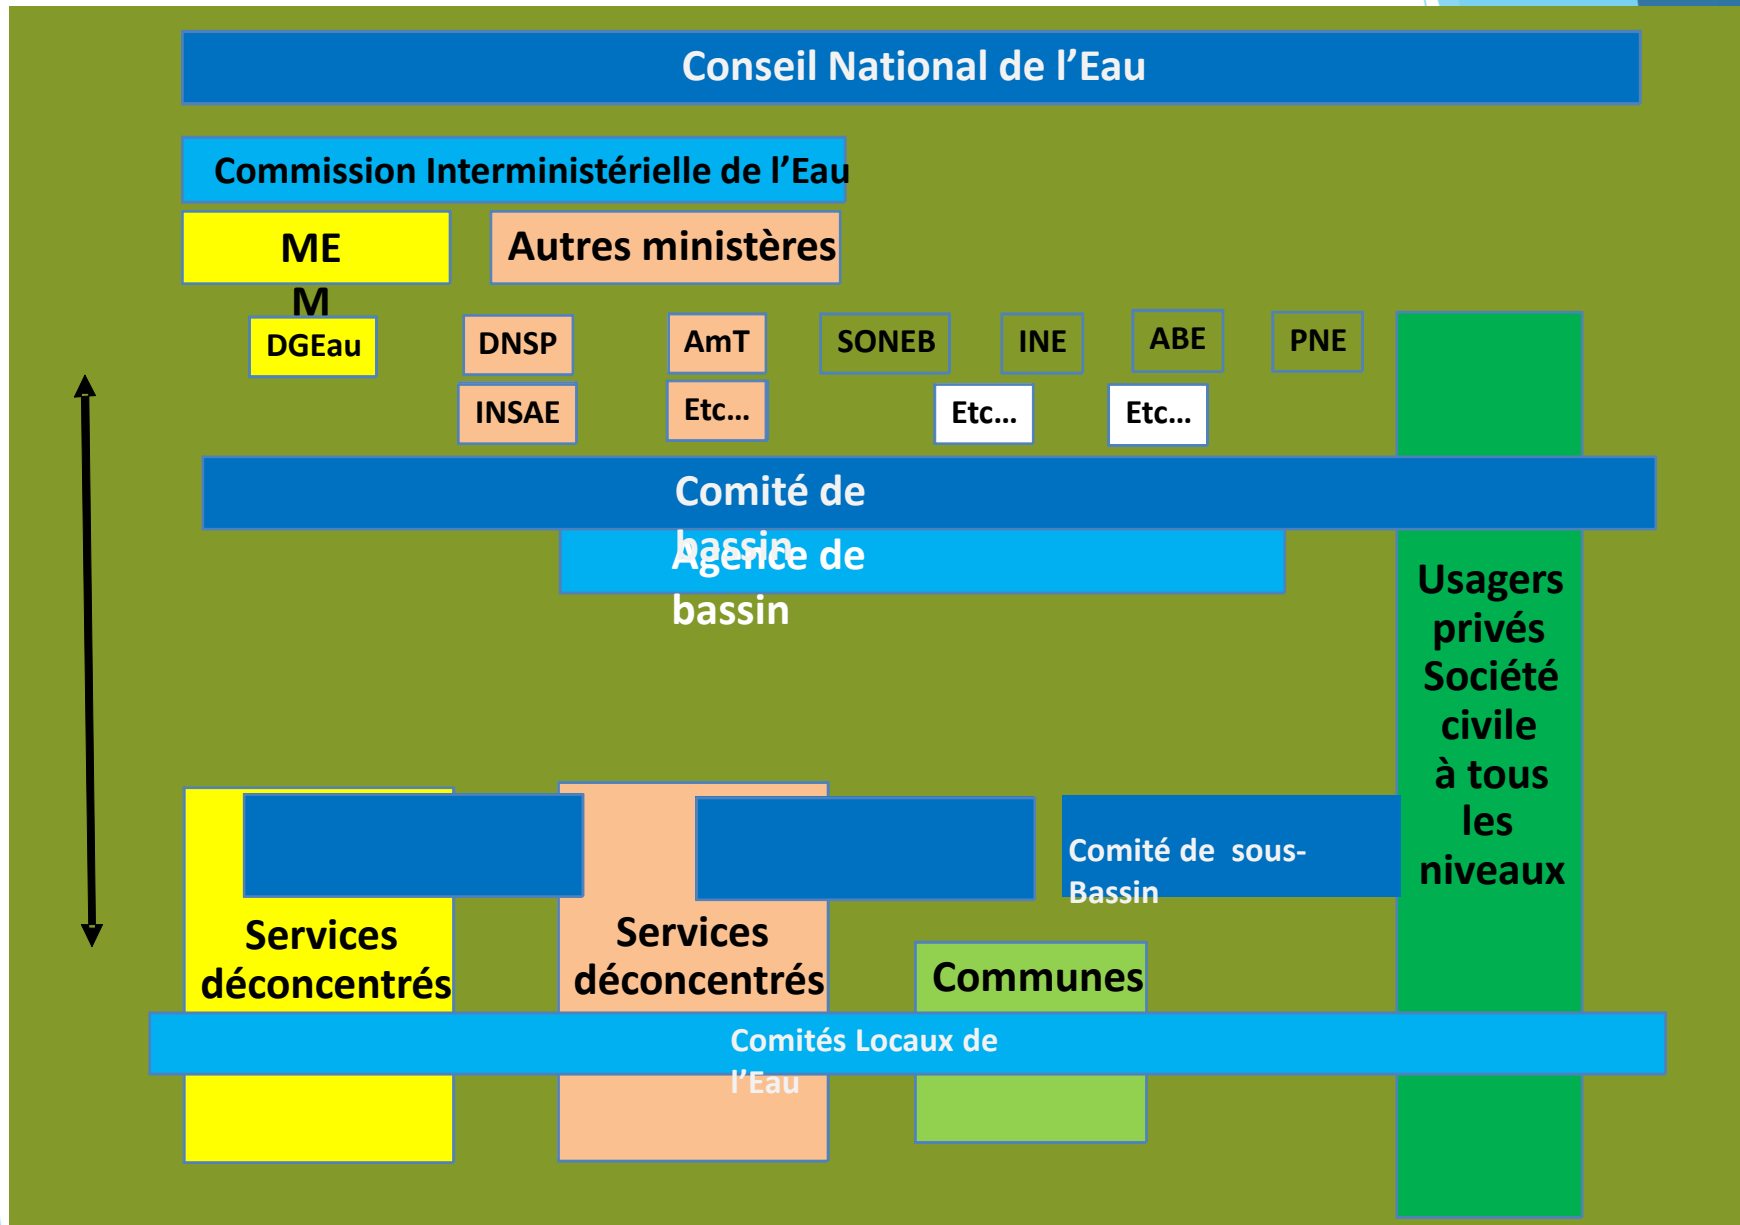 Conseil National de l’Eau
Commission Interministérielle de l’Eau
ME
M
Autres ministères
DGEau
DNSP
AmT
SONEB
INE
ABE
PNE
INSAE
Etc…
Etc…
Etc…
Comité de
bassin
Agence de
bassin
Usagers
privés
Société
civile
à tous
les
niveaux
Comité de sous-
Bassin
Services
déconcentrés
Services
déconcentrés
Communes
Comités Locaux de
l’Eau